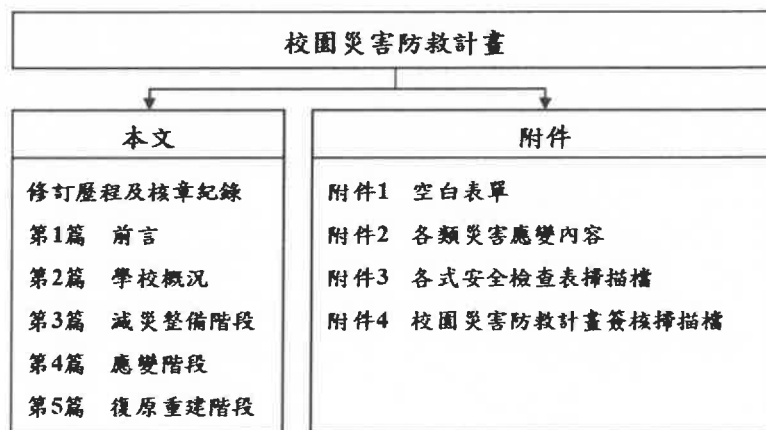 校園災害防救計畫
本文
修訂歷程及核章紀錄
第1篇 前言
第2篇 學校概況
第3篇 減災整備階段
第4篇 應變階段
第5篇 復原重建階段
附件
附件1 空白表單
附件2 各類災害應變內容
附件3 各式安全檢查表掃描檔
附件4 校園災害防救計畫簽核掃描檔